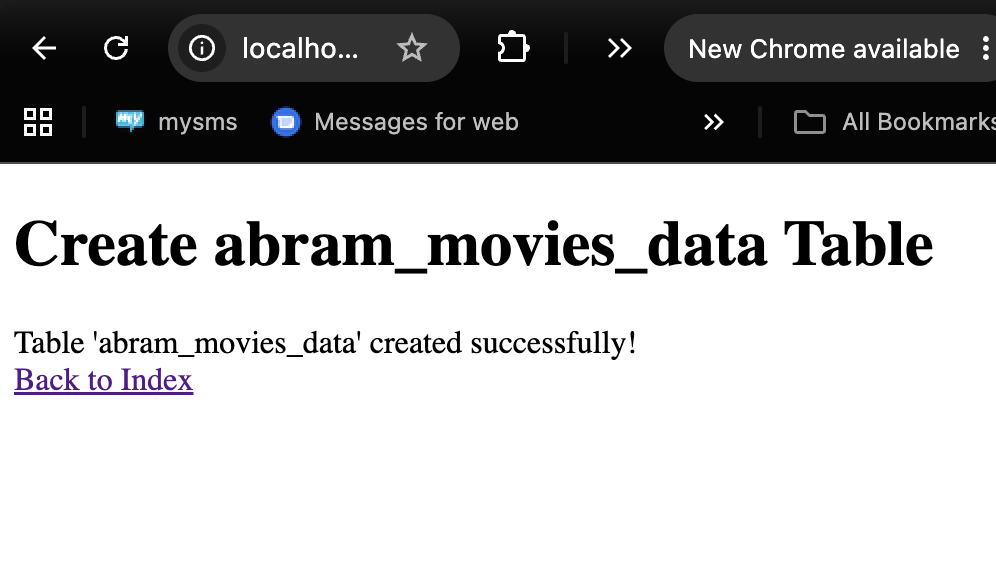 localho...
New Chrome available
mysms
Messages for web
All Bookmarks
Create abram_movies_data Table
Table 'abram_movies_data' created successfully!
Back to Index